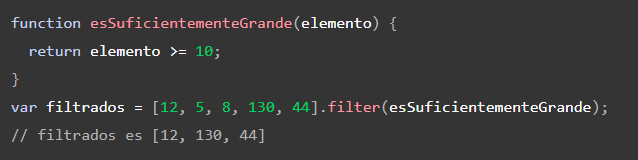 function esSuficientementeGrande(elemento) {
  return elemento >= 10;
}
var filtrados = [12, 5, 8, 130, 44].filter(esSuficientementeGrande);
// filtrados es [12, 130, 44]